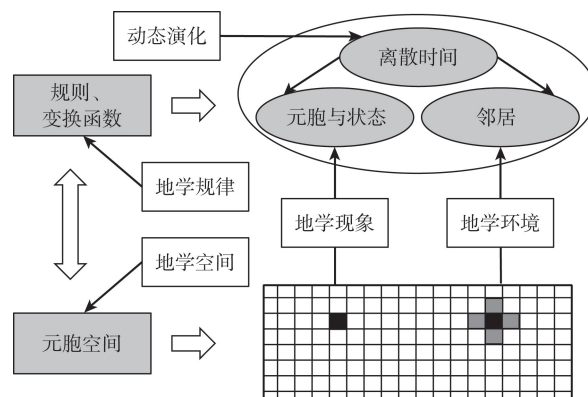 动态演化
离散时间
规则、
变换函数
元胞与状态
邻居
地学规律
地学现象
地学环境
地学空间
元胞空间